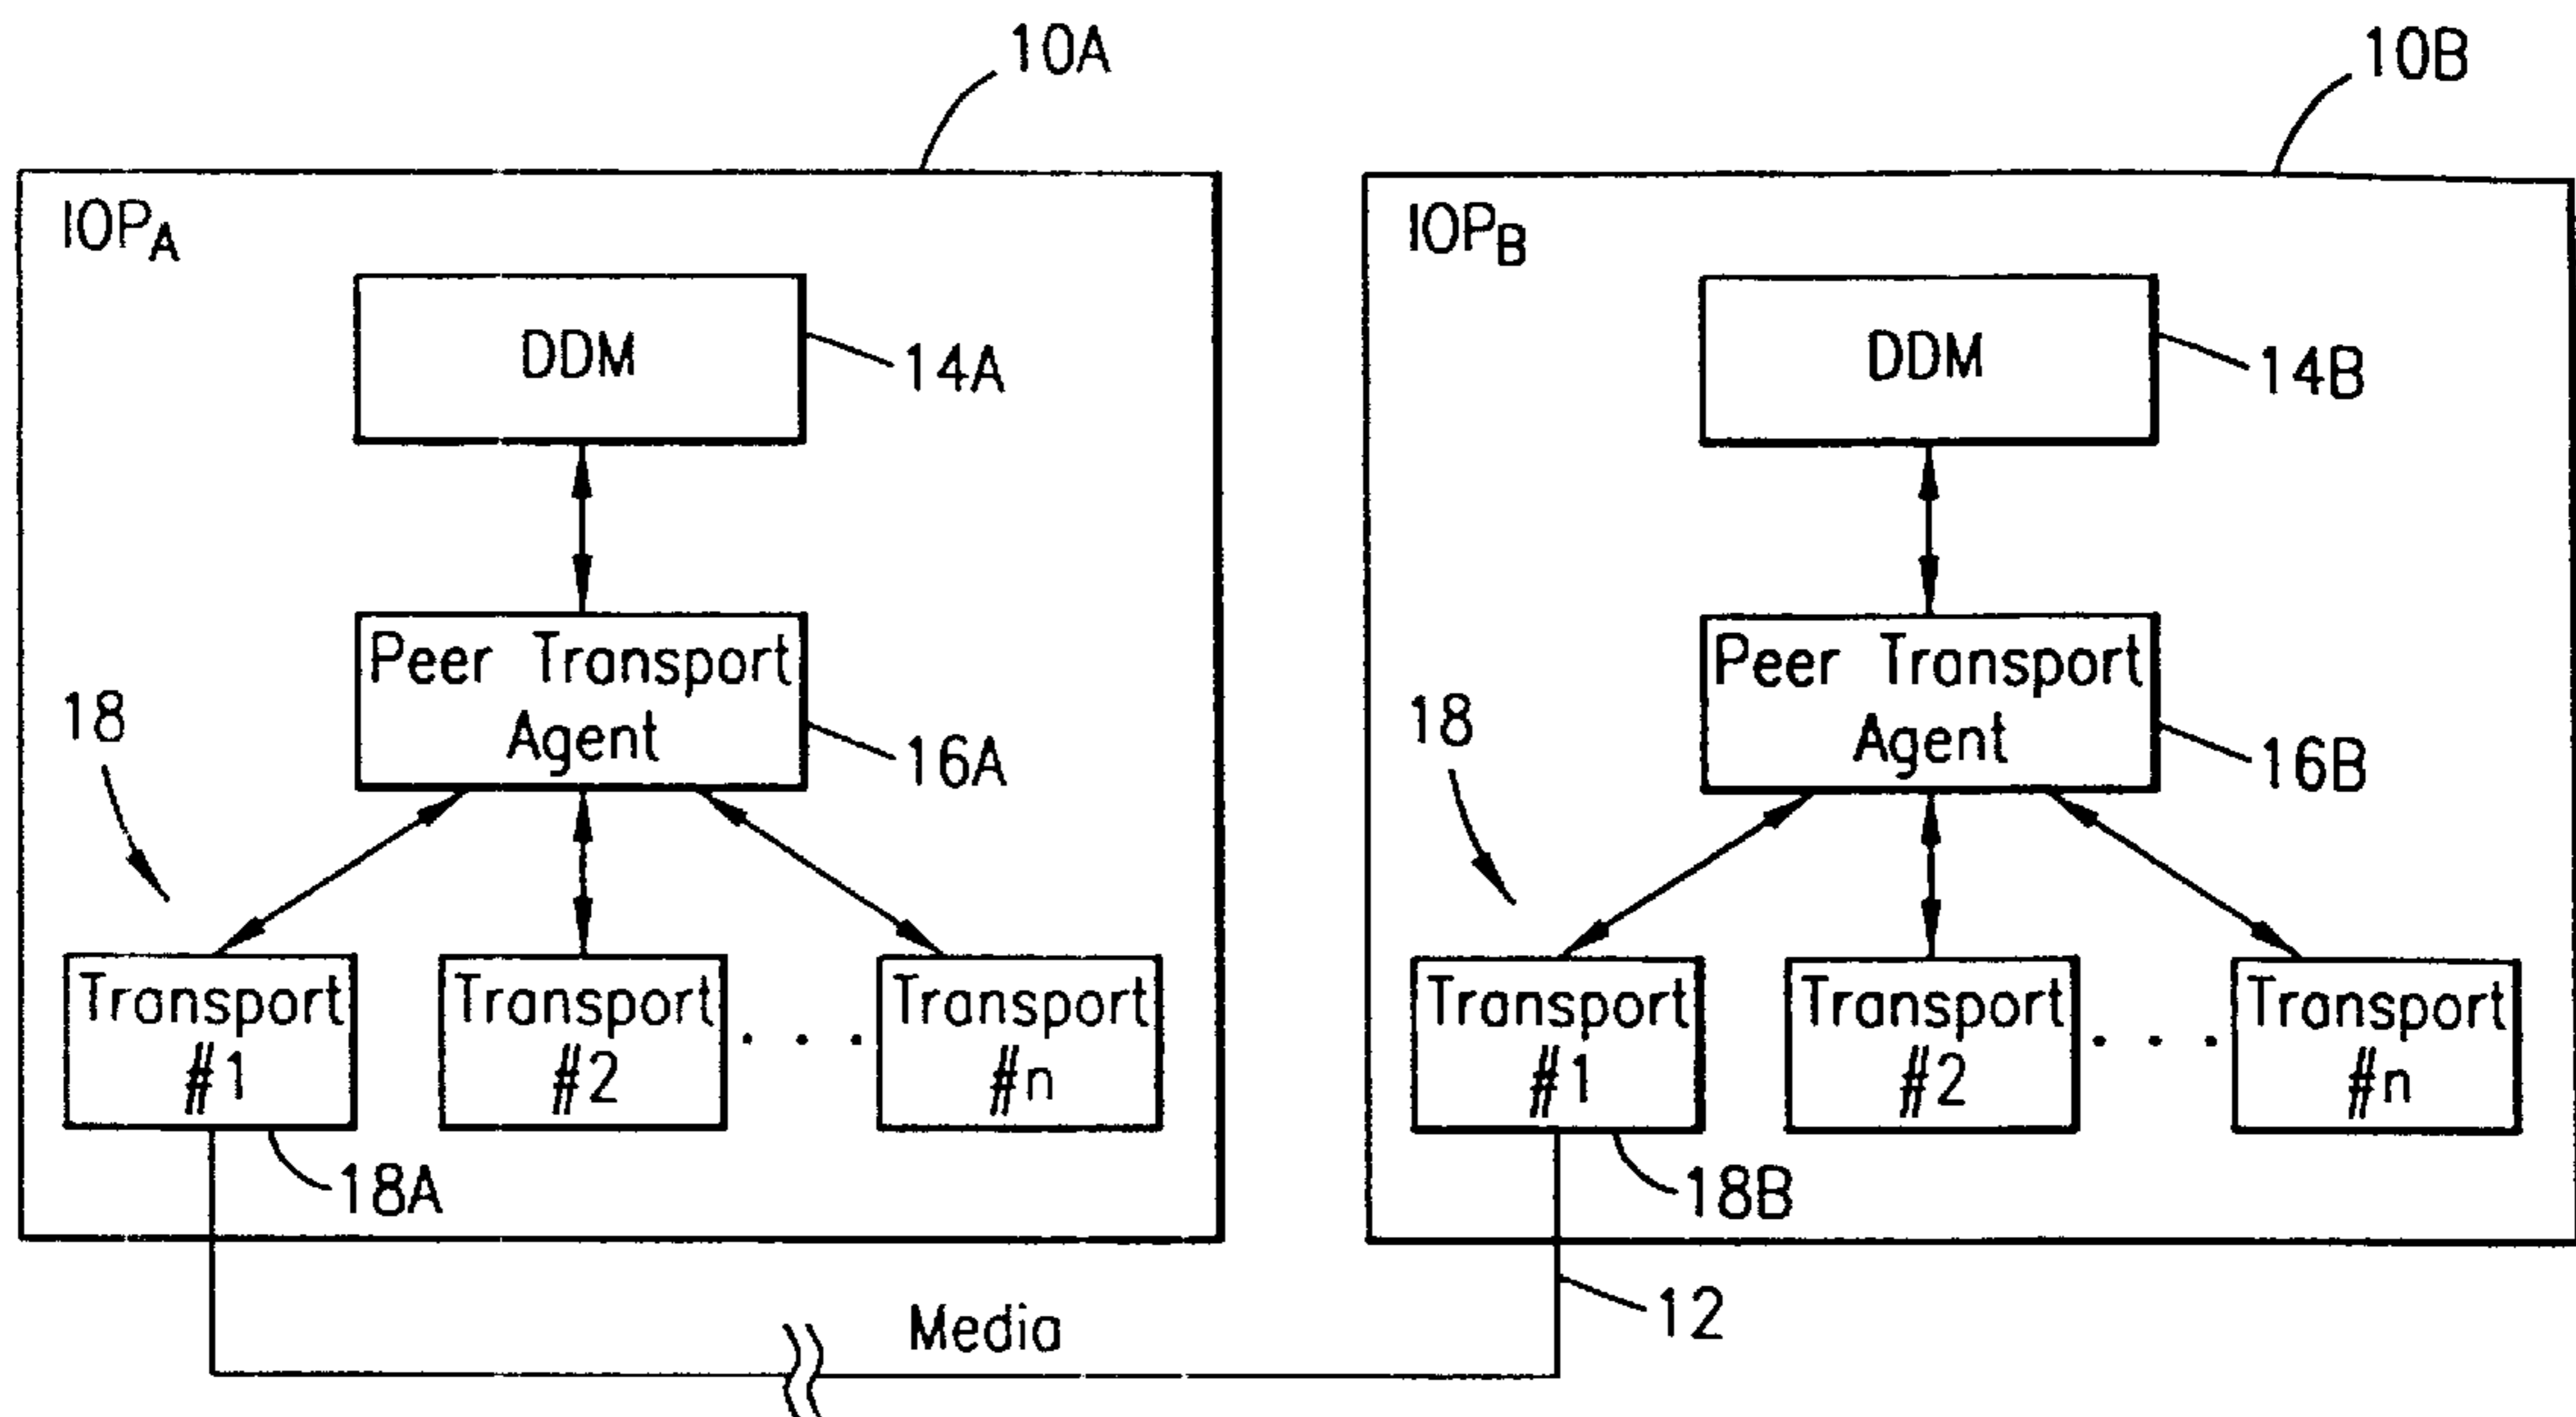 10A
10B
IOPA
IOPB
DDM
14A
DDM
14B
Peer Transport
Agent
16A
18
Peer Transport
Agent
16B
18
Transport
#1
Transport
#2
. . .
Transport
#n
18A
Transport
#1
Transport
#2
. . .
Transport
#n
18B
Media
12